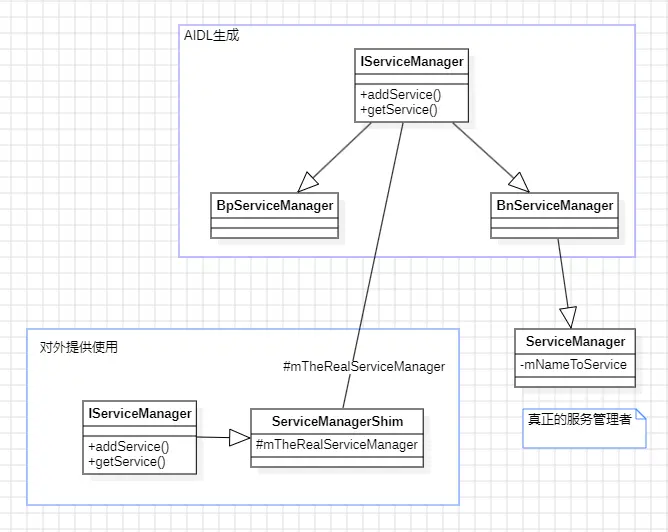 AIDL生成
IServiceManager
+addService()
+getService()
BpServiceManager
BnServiceManager
ServiceManager
-mNameToService
真正的服务管理者
对外提供使用
#mTheRealServiceManager
IServiceManager
+addService()
+getService()
ServiceManagerShim
#mTheRealServiceManager